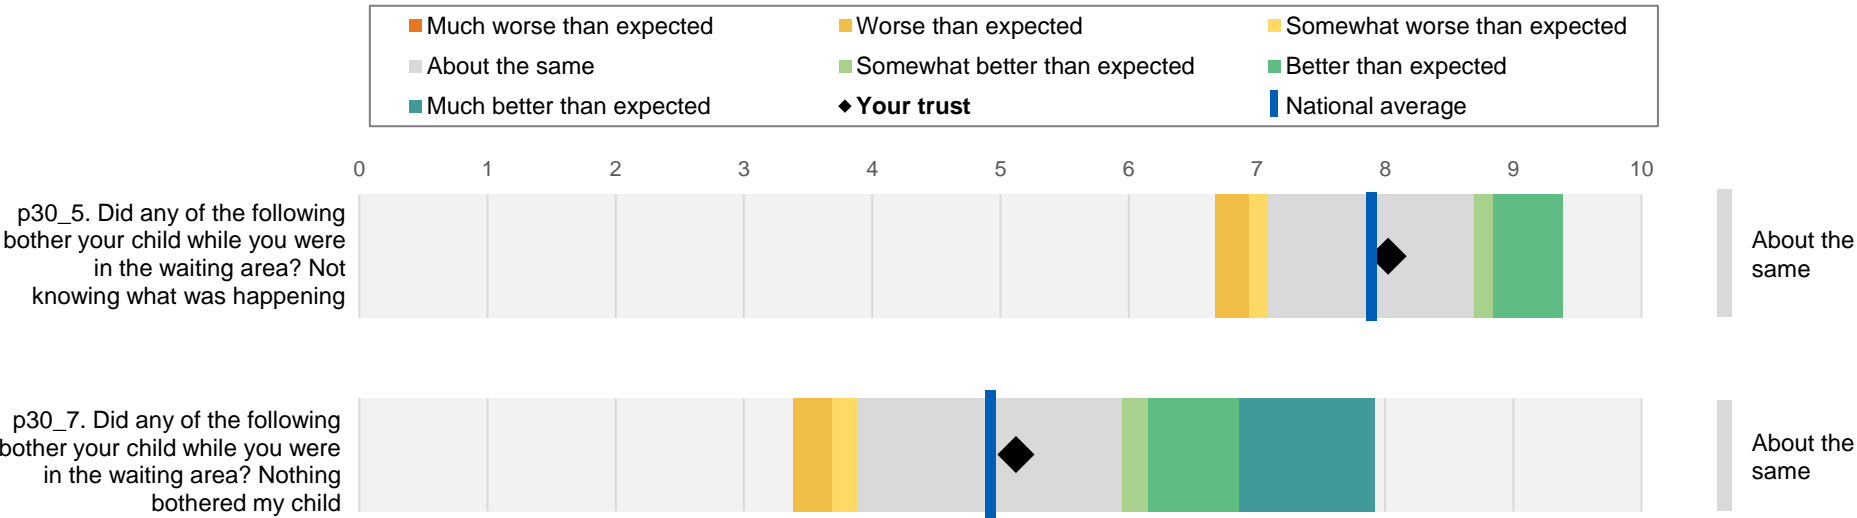 Much worse than expected
Worse than expected
Somewhat worse than expected
About the same
Somewhat better than expected
Better than expected
Much better than expected
Your trust
National average
0 1 2 3 4 5 6 7 8 9 10
p30_5. Did any of the following
bother your child while you were
in the waiting area? Not
knowing what was happening
About the
same
p30_7. Did any of the following
bother your child while you were
in the waiting area? Nothing
bothered my child
About the
same